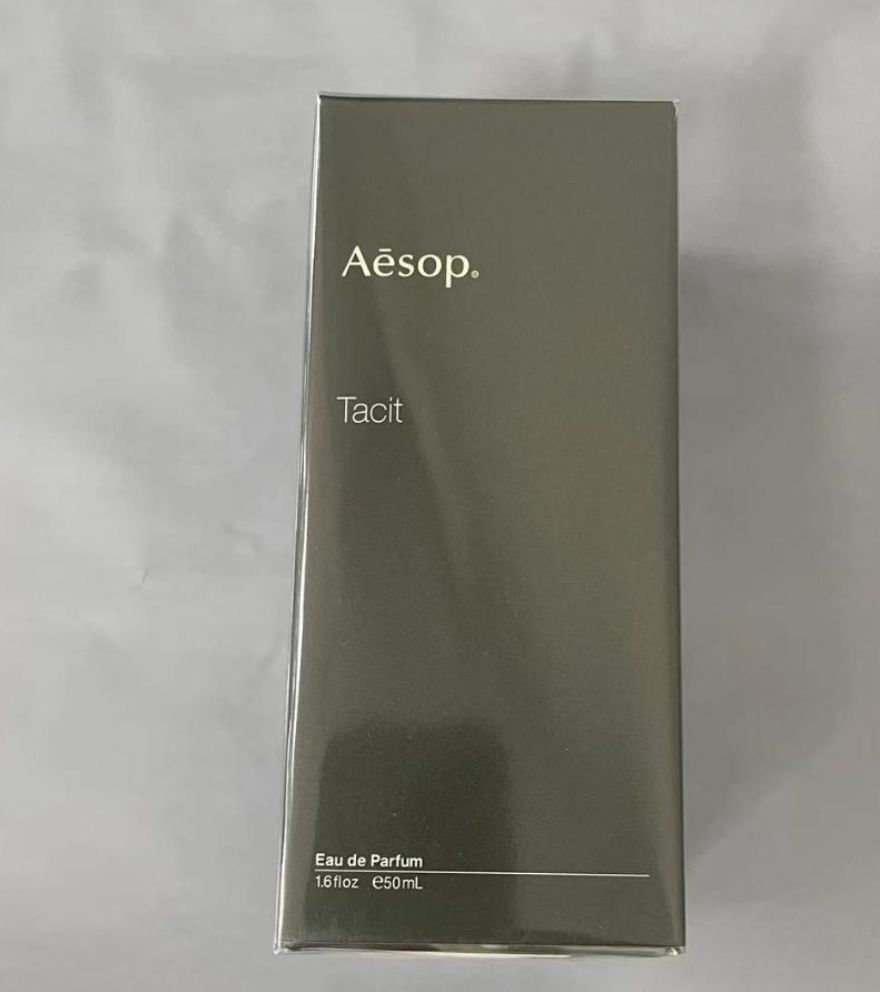 Aēsop®
Tacit
Eau de Parfum
1.6 fl oz ℮50 mL